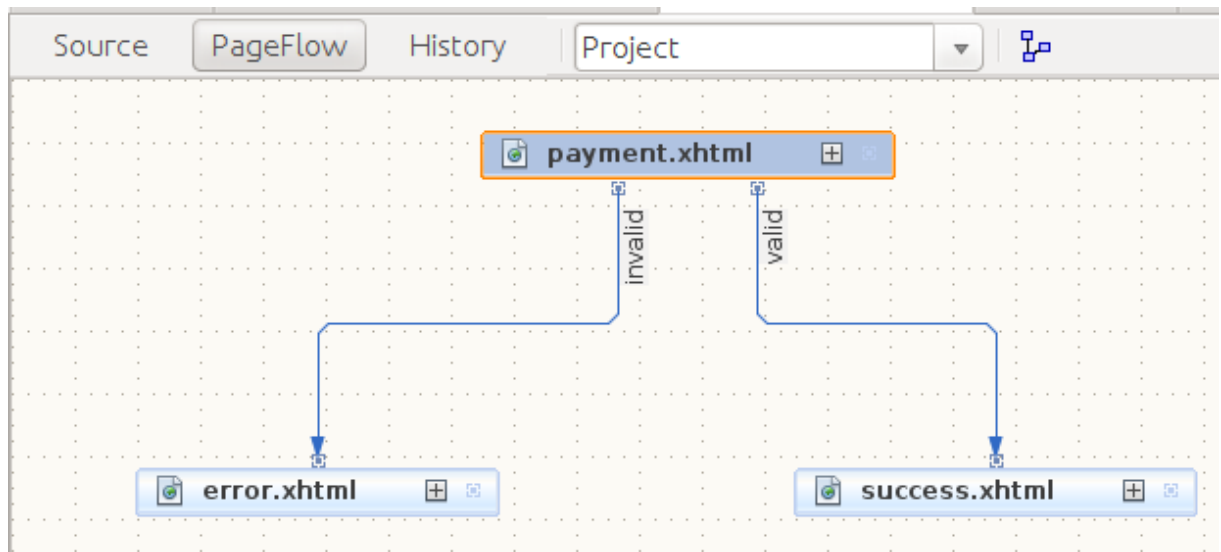 Source PageFlow History Project
payment.xhtml
invalid
valid
error.xhtml
success.xhtml